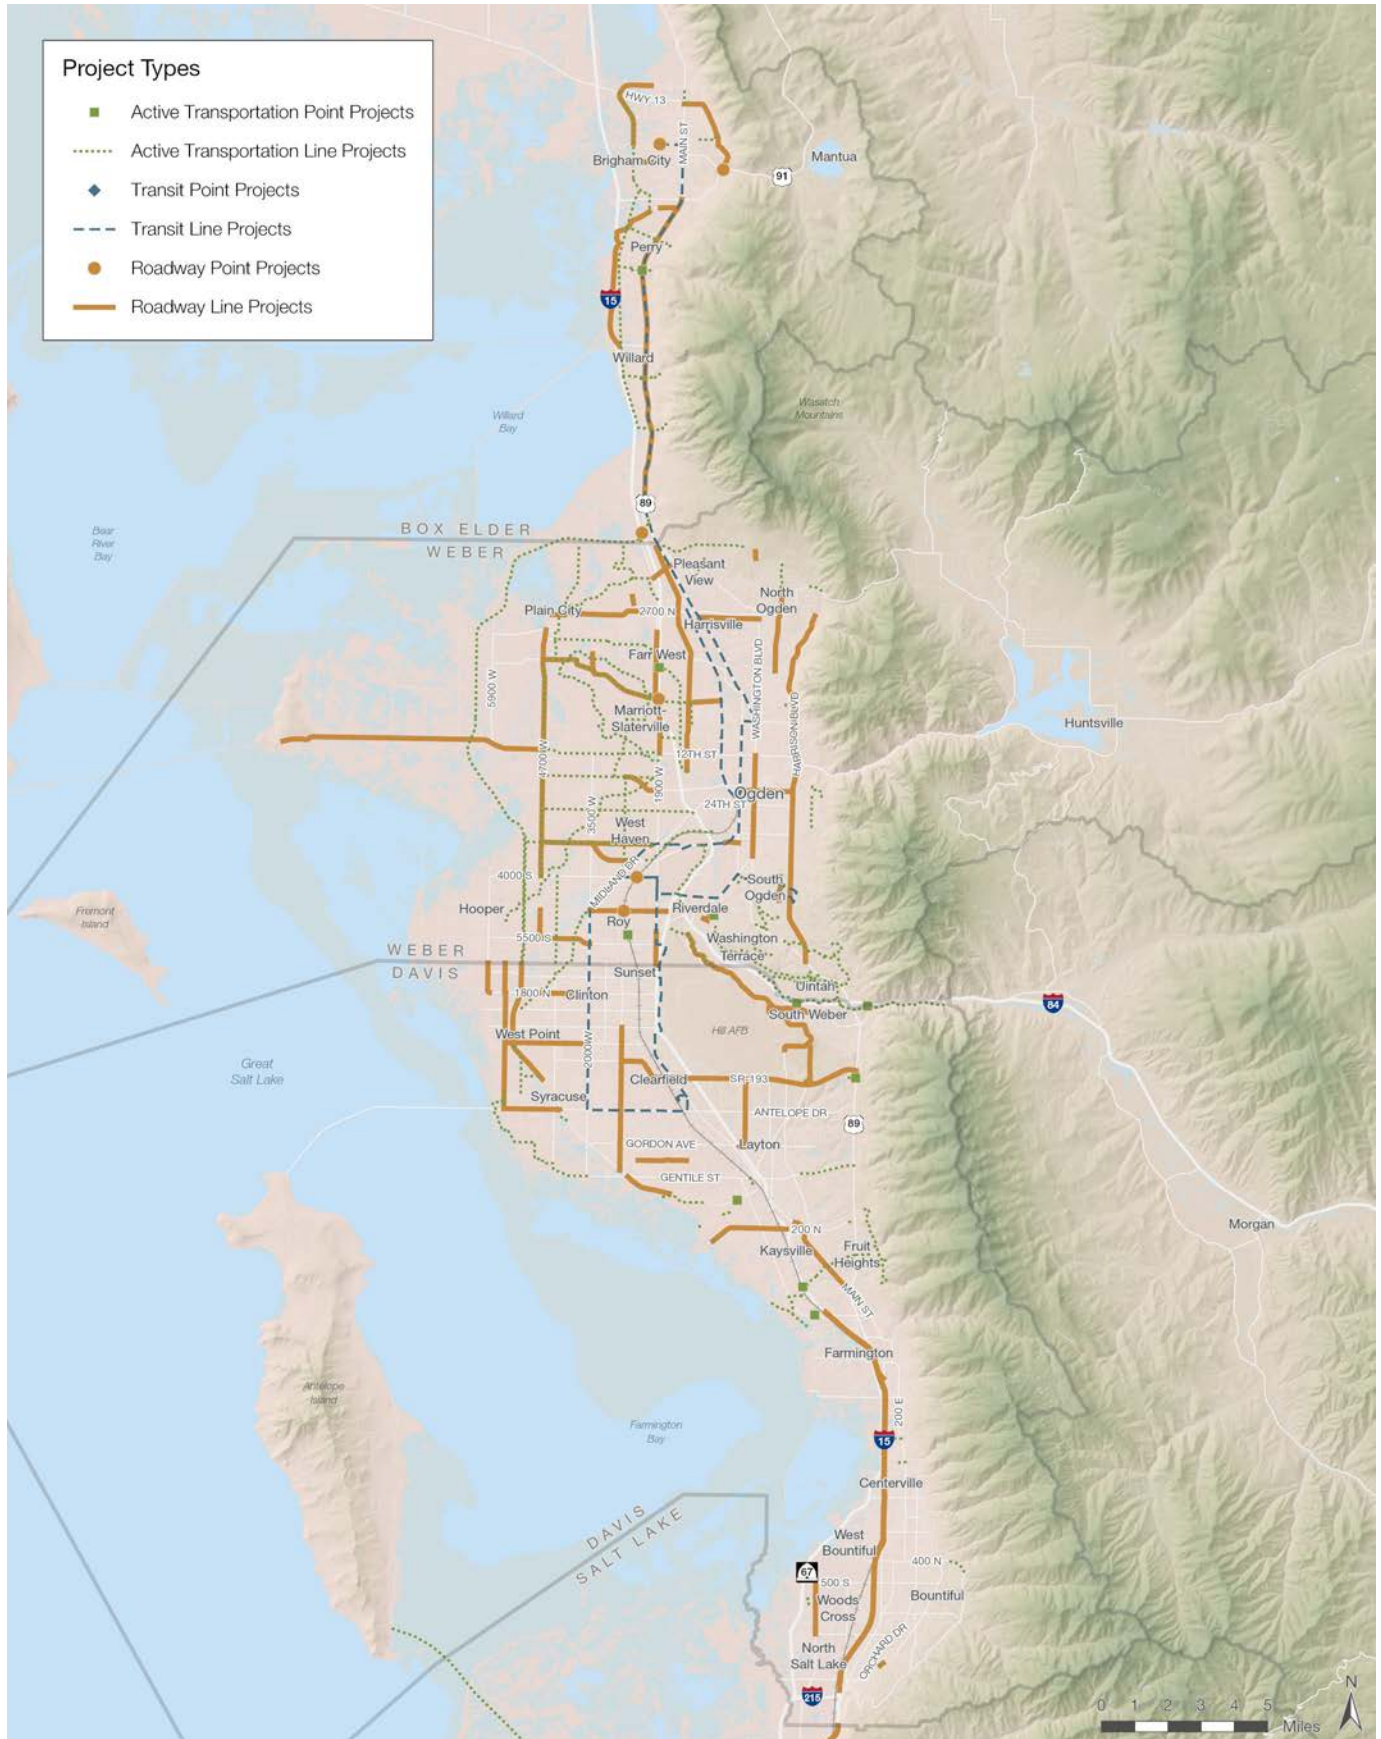 Project Types
Active Transportation Point Projects
Active Transportation Line Projects
Transit Point Projects
Transit Line Projects
Roadway Point Projects
Roadway Line Projects
HWY 13
MAIN ST
Brigham City
Mantua
91
Perry
15
Willard
Willard
Bay
Wasatch
Mountains
89
Bear
River
Bay
BOX ELDER
WEBER
Pleasant
View
North
Ogden
Plain City
2700 N
Harrisville
Farr West
5900 W
WASHINGTON BLVD
HARRISON BLVD
Marriott-
Slaterville
Huntsville
12TH ST
4700 W
1900 W
3500 W
Ogden
24TH ST
West
Haven
MIDLAND DR
4000 S
South
Ogden
Hooper
Riverdale
Roy
Fremont
Island
5500 S
Washington
Terrace
WEBER
DAVIS
Sunset
Uintah
1800 N
Clinton
84
South Weber
Hill AFB
West Point
2000 W
Great
Salt Lake
Clearfield
SR-193
Syracuse
ANTELOPE DR
89
GORDON AVE
Layton
GENTILE ST
Morgan
200 N
Kaysville
Fruit
Heights
MAIN ST
Farmington
Antelope
Island
200 E
Farmington
Bay
15
Centerville
DAVIS
SALT LAKE
West
Bountiful
400 N
67
500 S
Bountiful
Woods
Cross
North
Salt Lake
ORCHARD DR
215
N
0 1 2 3 4 5
Miles